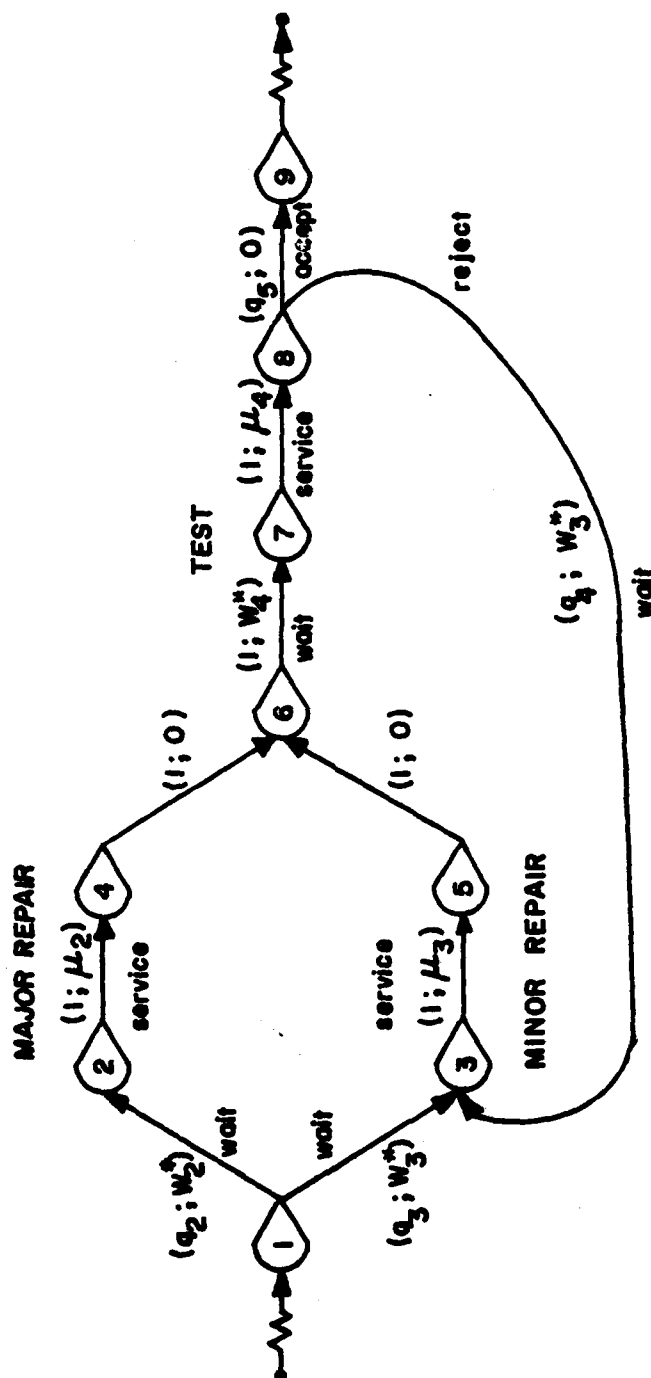 MAJOR REPAIR
(1; μ2)
service
2
4
(q2; W2*)
wait
(1; 0)
1
wait
(q3; W3*)
3
service
(1; μ3)
5
MINOR REPAIR
(1; 0)
6
(1; W4*)
wait
TEST
7
(1; μ4)
service
8
(q5; 0)
accept
9
reject
(q4; W3*)
wait